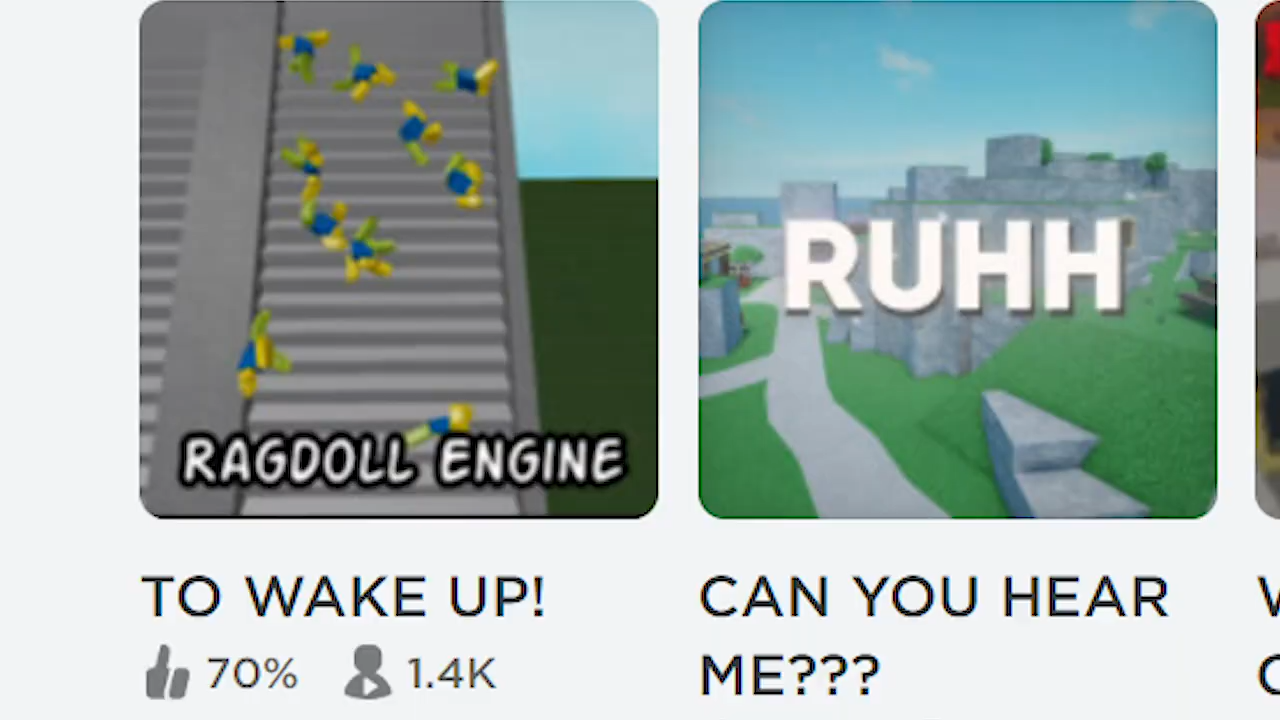 RAGDOLL ENGINE
RUHH
TO WAKE UP!
70% 1.4K
CAN YOU HEAR
ME???